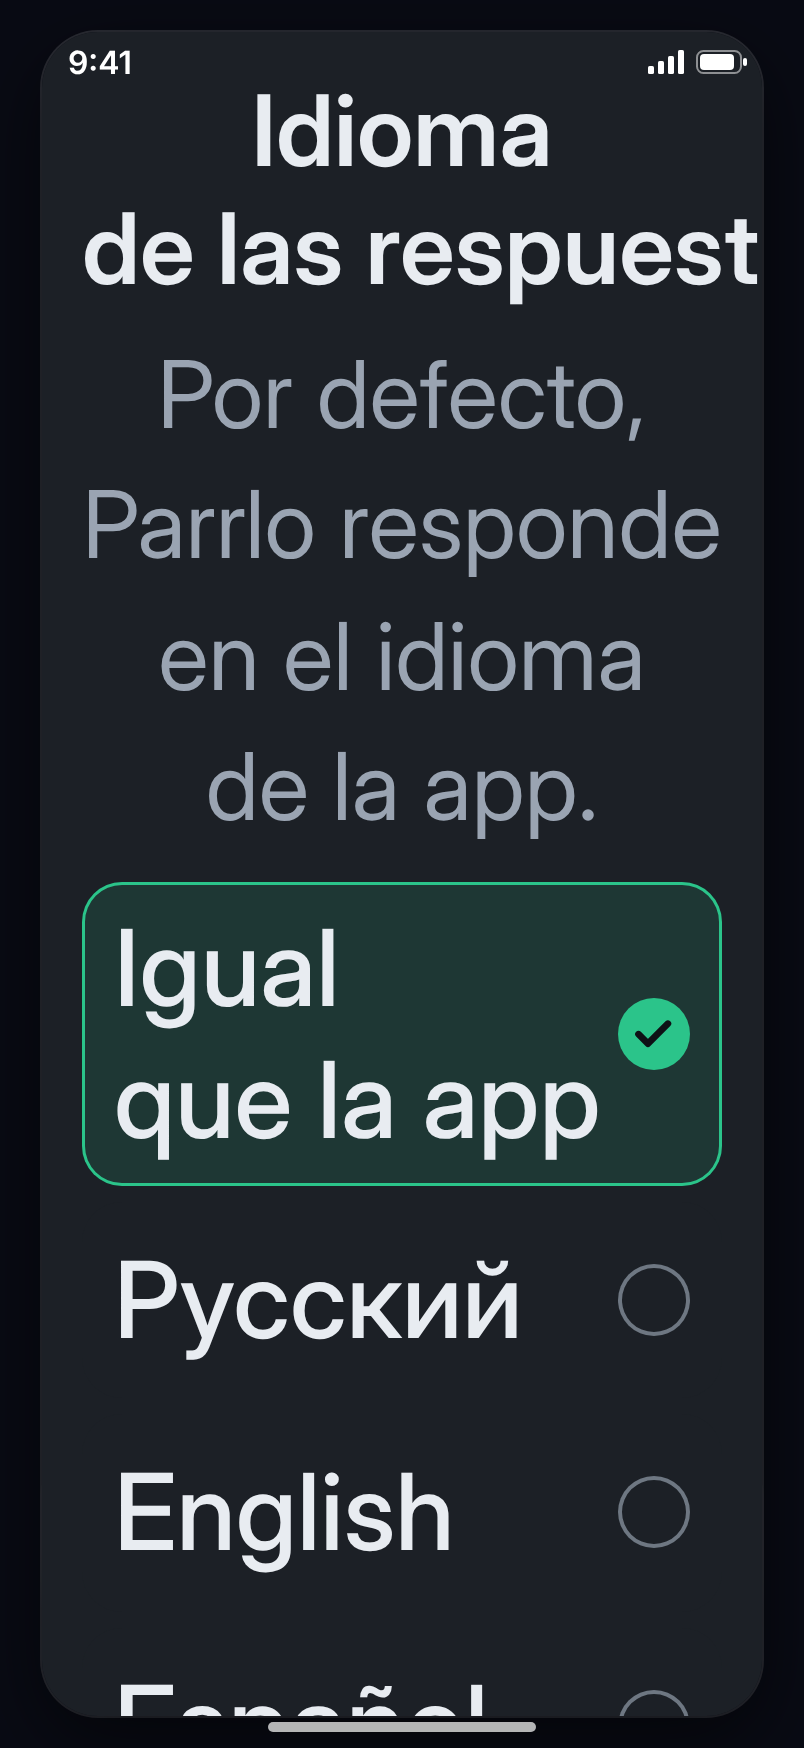 9:41
Idioma
de las respuest
Por defecto,
Parrlo responde
en el idioma
de la app.
Igual
que la app
Русский
English
Español